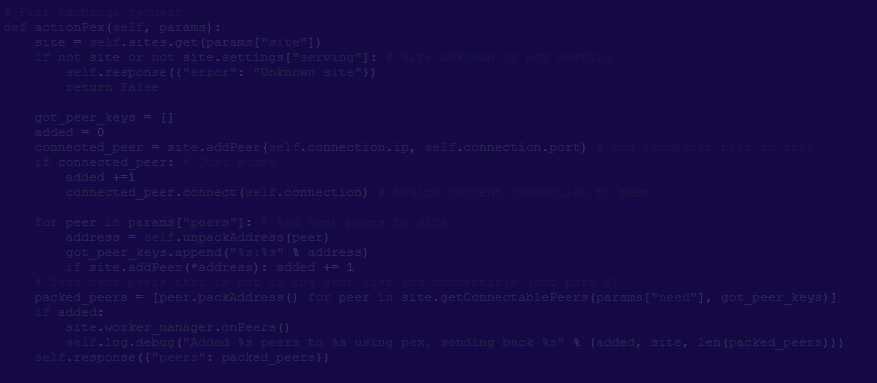 # Peer exchange request
def actionPex(self, params):
    site = self.sites.get(params["site"])
    if not site or not site.settings["serving"]: # Site unknown or not serving
        self.response({"error": "Unknown site"})
        return False
    got_peer_keys = []
    added = 0
    connected_peer = site.addPeer(self.connection.ip, self.connection.port) # Add requester peer to site
    if connected_peer: # Just added
        added +=1
        connected_peer.connect(self.connection) # Assign current connection to peer
    for peer in params["peers"]: # Add sent peers to site
        address = self.unpackAddress(peer)
        got_peer_keys.append("%s:%s" % address)
        if site.addPeer(*address): added += 1
    # Send back peers that is not in the sent list and connectable (not port 0)
    packed_peers = [peer.packAddress() for peer in site.getConnectablePeers(params["need"], got_peer_keys)]
    if added:
        site.worker_manager.onPeers()
        self.log.debug("Added %s peers to %s using pex, sending back %s" % (added, site, len(packed_peers)))
    self.response({"peers": packed_peers})